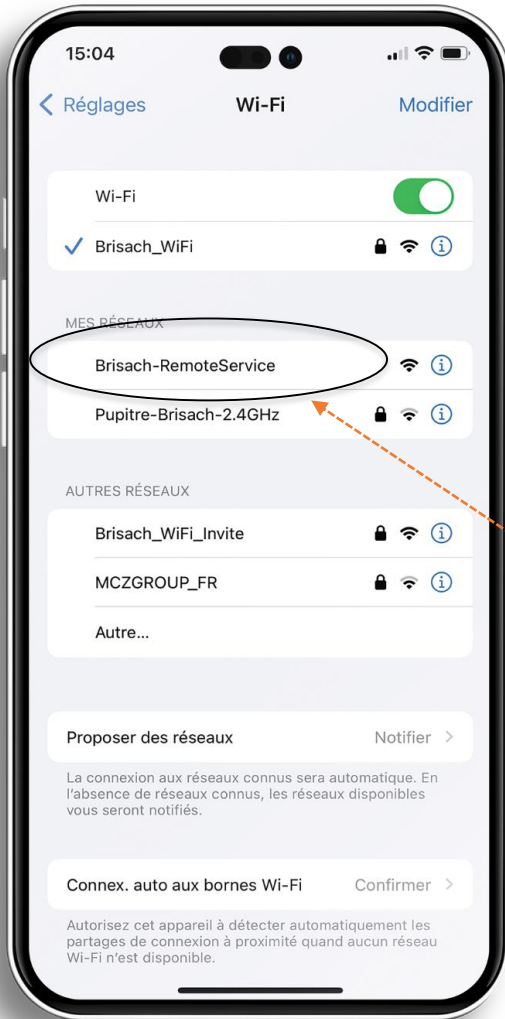 15:04
Réglages
Wi-Fi
Modifier
Wi-Fi
Brisach_WiFi
MES RÉSEAUX
Brisach-RemoteService
Pupitre-Brisach-2.4GHz
AUTRES RÉSEAUX
Brisach_WiFi_Invite
MCZGROUP_FR
Autre...
Proposer des réseaux
Notifier
La connexion aux réseaux connus sera automatique. En
l'absence de réseaux connus, les réseaux disponibles
vous seront notifiés.
Connex. auto aux bornes Wi-Fi
Confirmer
Autorisez cet appareil à détecter automatiquement les
partages de connexion à proximité quand aucun réseau
Wi-Fi n'est disponible.